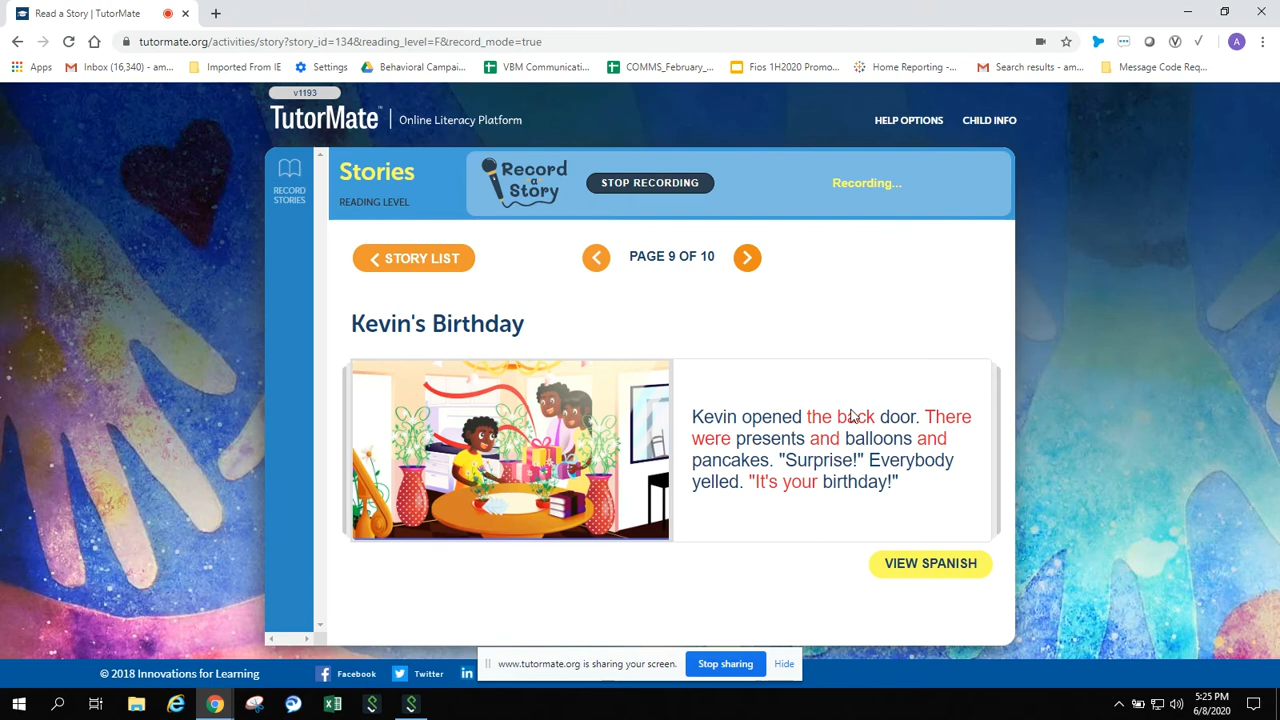 Read a Story | TutorMate
tutormate.org/activities/story?story_id=134&reading_level=F&record_mode=true
A
Apps
Inbox (16,340) - am...
Imported From IE
Settings
Behavioral Campai...
VBM Communicati...
COMMS_February_...
Fios 1H2020 Promo...
Home Reporting -...
Search results - am...
Message Code Req...
v1193
TutorMate™ | Online Literacy Platform
HELP OPTIONS
CHILD INFO
RECORD
STORIES
Stories
READING LEVEL
Record
a
Story
STOP RECORDING
Recording...
STORY LIST
PAGE 9 OF 10
Kevin's Birthday
Kevin opened the back door. There
were presents and balloons and
pancakes. "Surprise!" Everybody
yelled. "It's your birthday!"
VIEW SPANISH
www.tutormate.org is sharing your screen.
Stop sharing
Hide
© 2018 Innovations for Learning
Facebook
Twitter
in
5:25 PM
6/8/2020